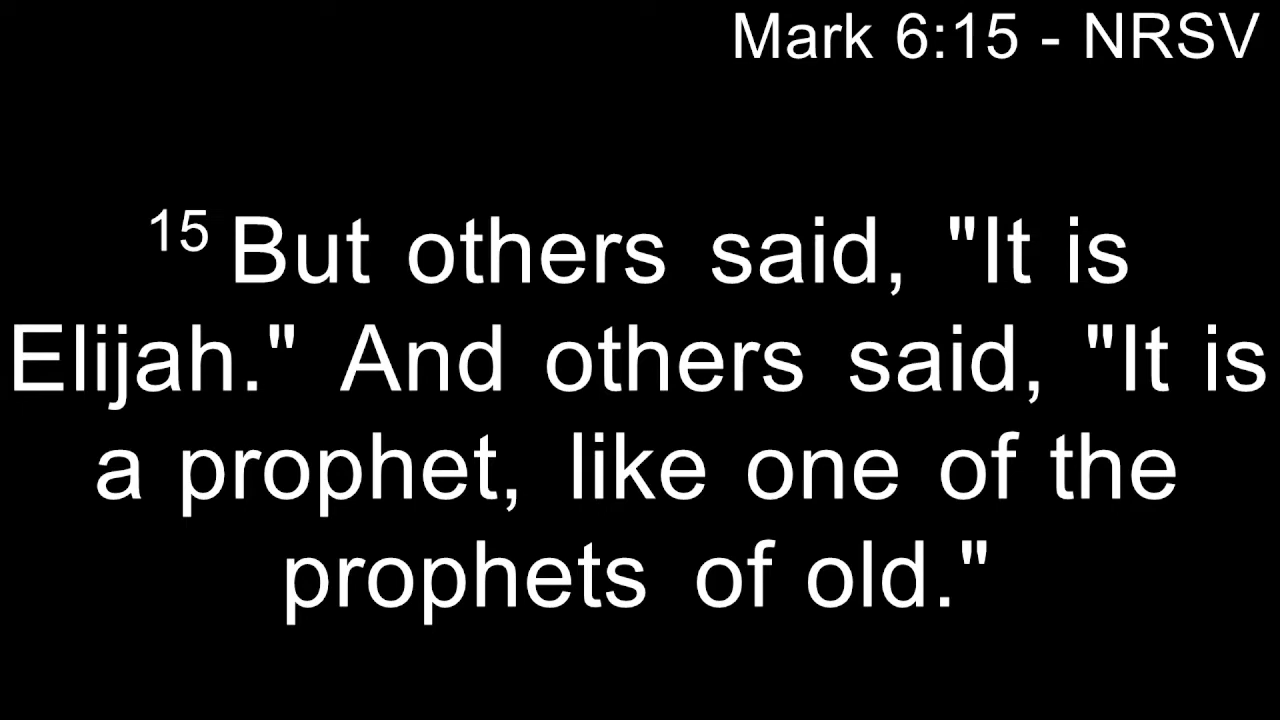 Mark 6:15 - NRSV
15 But others said, "It is
Elijah." And others said, "It is
a prophet, like one of the
prophets of old."